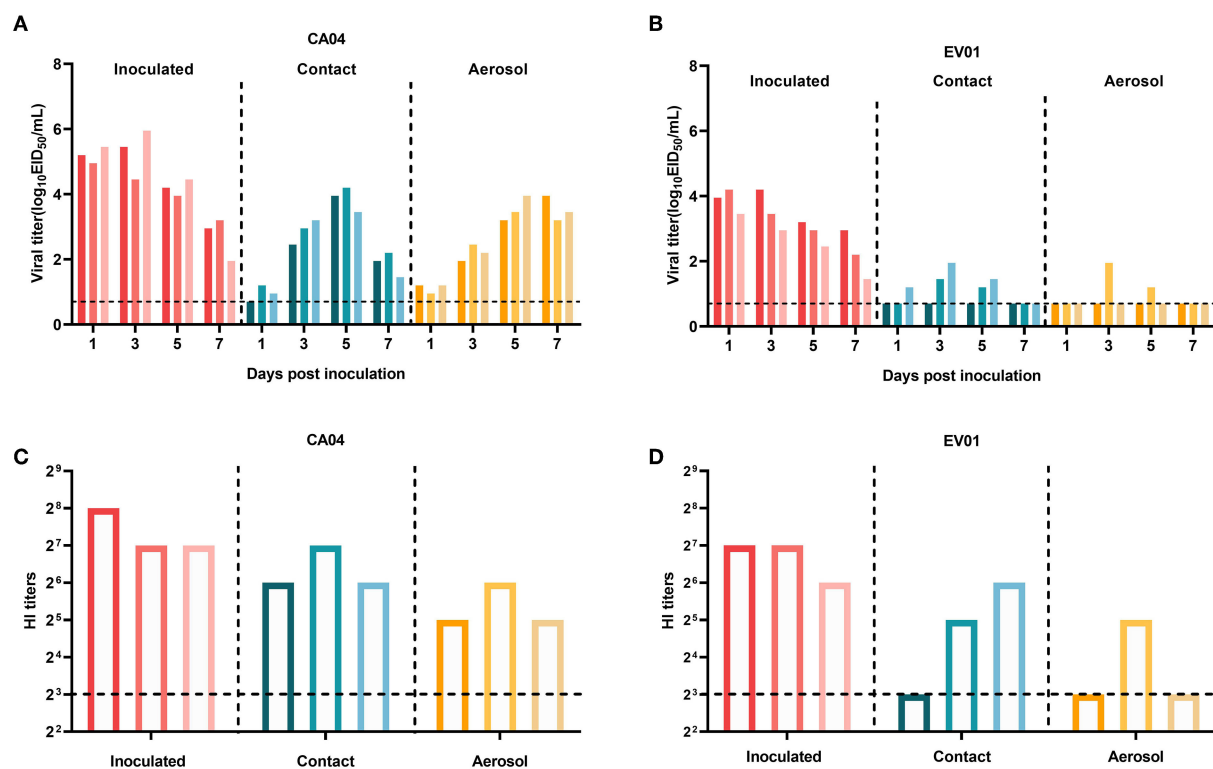 A
CA04
Inoculated Contact Aerosol
Viral titer(log₁₀EID₅₀/mL)
8
6
4
2
0
1 3 5 7 1 3 5 7 1 3 5 7
Days post inoculation
B
EV01
Inoculated Contact Aerosol
Viral titer(log₁₀EID₅₀/mL)
8
6
4
2
0
1 3 5 7 1 3 5 7 1 3 5 7
Days post inoculation
C
CA04
HI titers
2⁹
2⁸
2⁷
2⁶
2⁵
2⁴
2³
2²
Inoculated Contact Aerosol
D
EV01
HI titers
2⁹
2⁸
2⁷
2⁶
2⁵
2⁴
2³
2²
Inoculated Contact Aerosol